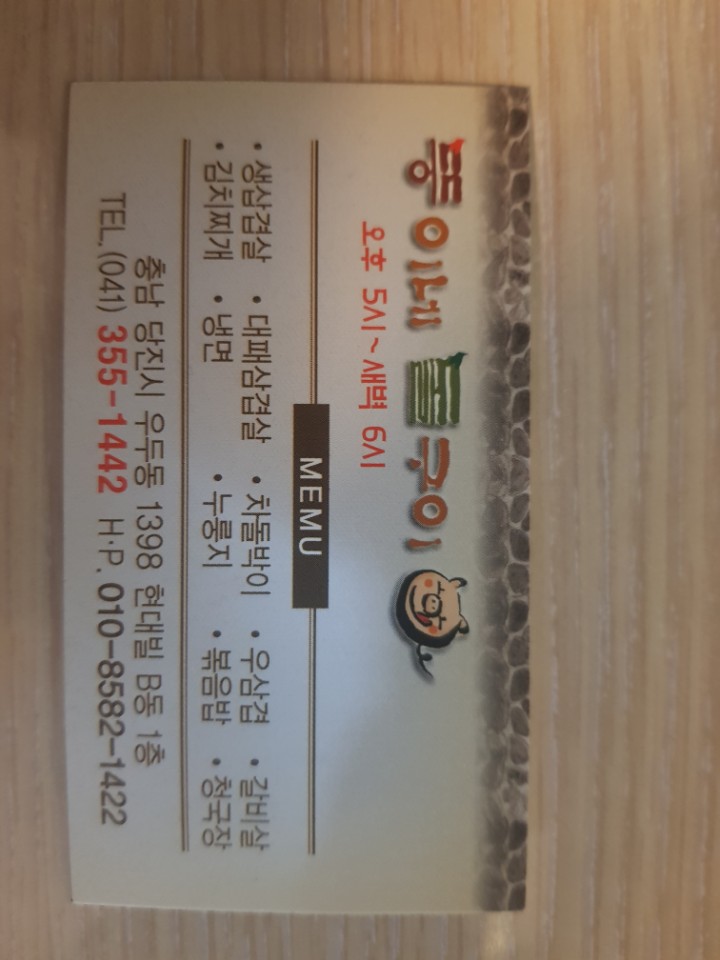 뚱이네 돌구이
오후 5시~새벽 6시
MEMU
• 생삼겹살 • 대패삼겹살 • 차돌박이 • 우삼겹 • 갈비살
• 김치찌개 • 냉면 • 누룽지 • 볶음밥 • 청국장
충남 당진시 우두동 1398 현대빌 B동 1층
TEL. (041) 355-1442 H·P. 010-8582-1422